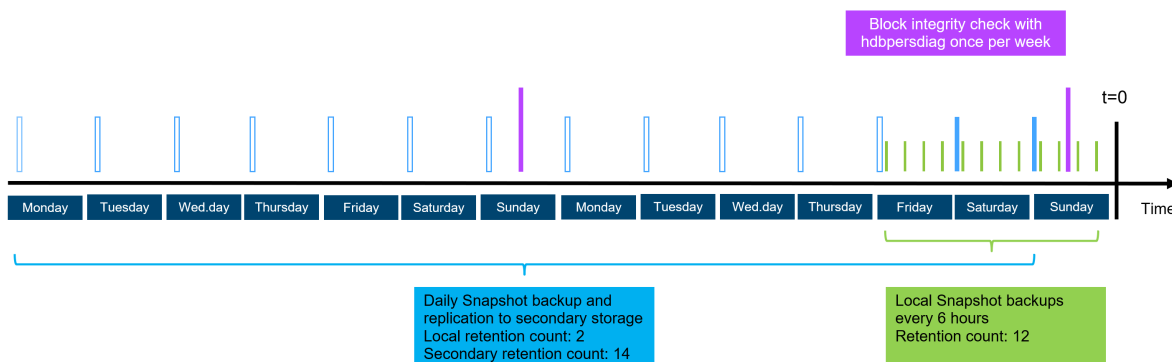 Block integrity check with
hdbpersdiag once per week
t=0
Monday
Tuesday
Wed.day
Thursday
Friday
Saturday
Sunday
Monday
Tuesday
Wed.day
Thursday
Friday
Saturday
Sunday
Time
Daily Snapshot backup and
replication to secondary storage
Local retention count: 2
Secondary retention count: 14
Local Snapshot backups
every 6 hours
Retention count: 12